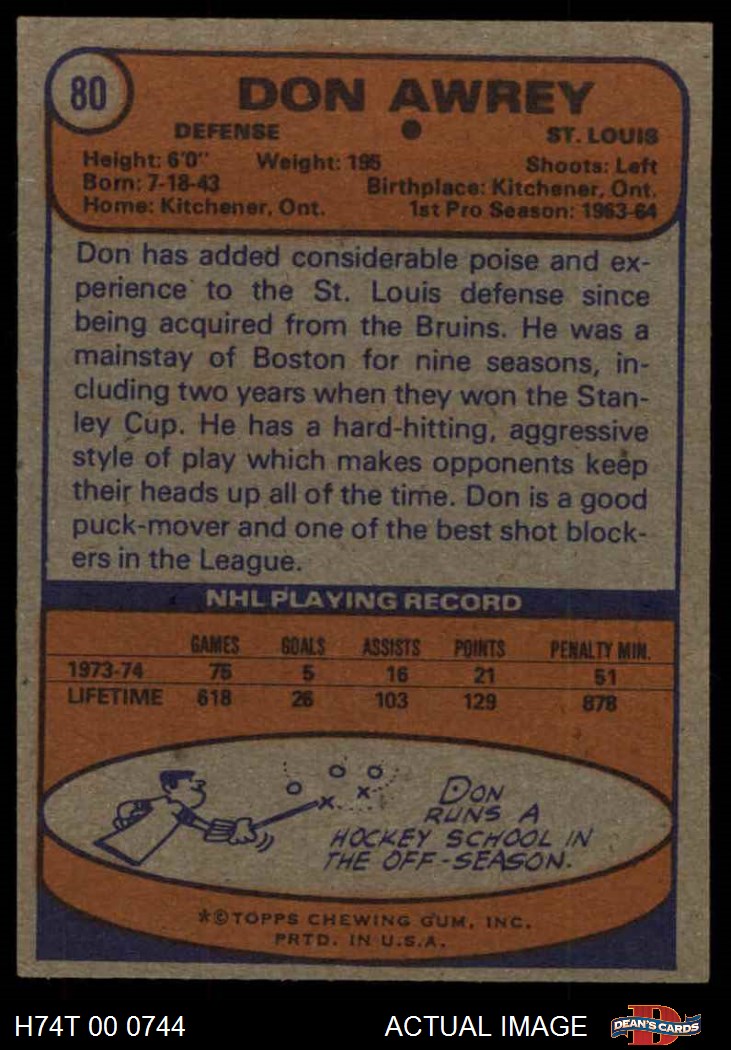 80
DON AWREY
DEFENSE ST. LOUIS
Height: 6'0" Weight: 195 Shoots: Left
Born: 7-18-43 Birthplace: Kitchener, Ont.
Home: Kitchener, Ont. 1st Pro Season: 1963-64
Don has added considerable poise and ex-
perience to the St. Louis defense since
being acquired from the Bruins. He was a
mainstay of Boston for nine seasons, in-
cluding two years when they won the Stan-
ley Cup. He has a hard-hitting, aggressive
style of play which makes opponents keep
their heads up all of the time. Don is a good
puck-mover and one of the best shot block-
ers in the League.
NHL PLAYING RECORD
GAMES GOALS ASSISTS POINTS PENALTY MIN.
1973-74 75 5 16 21 51
LIFETIME 618 26 103 129 878
DON
RUNS A
HOCKEY SCHOOL IN
THE OFF-SEASON.
*©TOPPS CHEWING GUM, INC.
PRTD. IN U.S.A.
H74T 00 0744 ACTUAL IMAGE DEAN'S CARDS